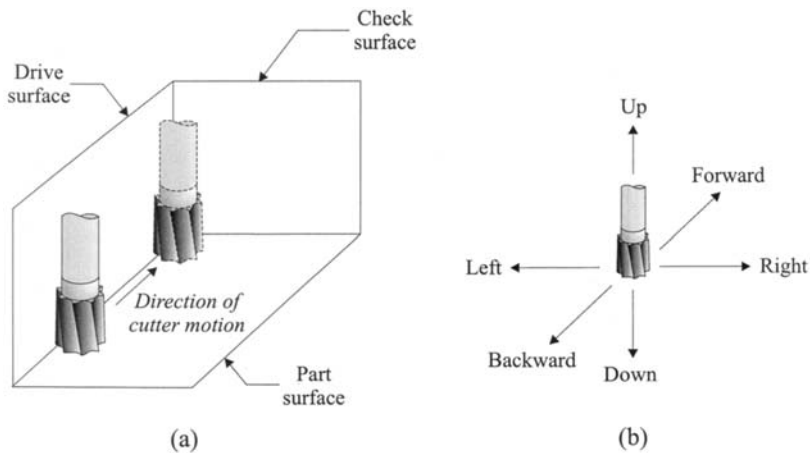 Check
surface
Drive
surface
Direction of
cutter motion
Part
surface
(a)
Up
Forward
Left
Right
Backward
Down
(b)